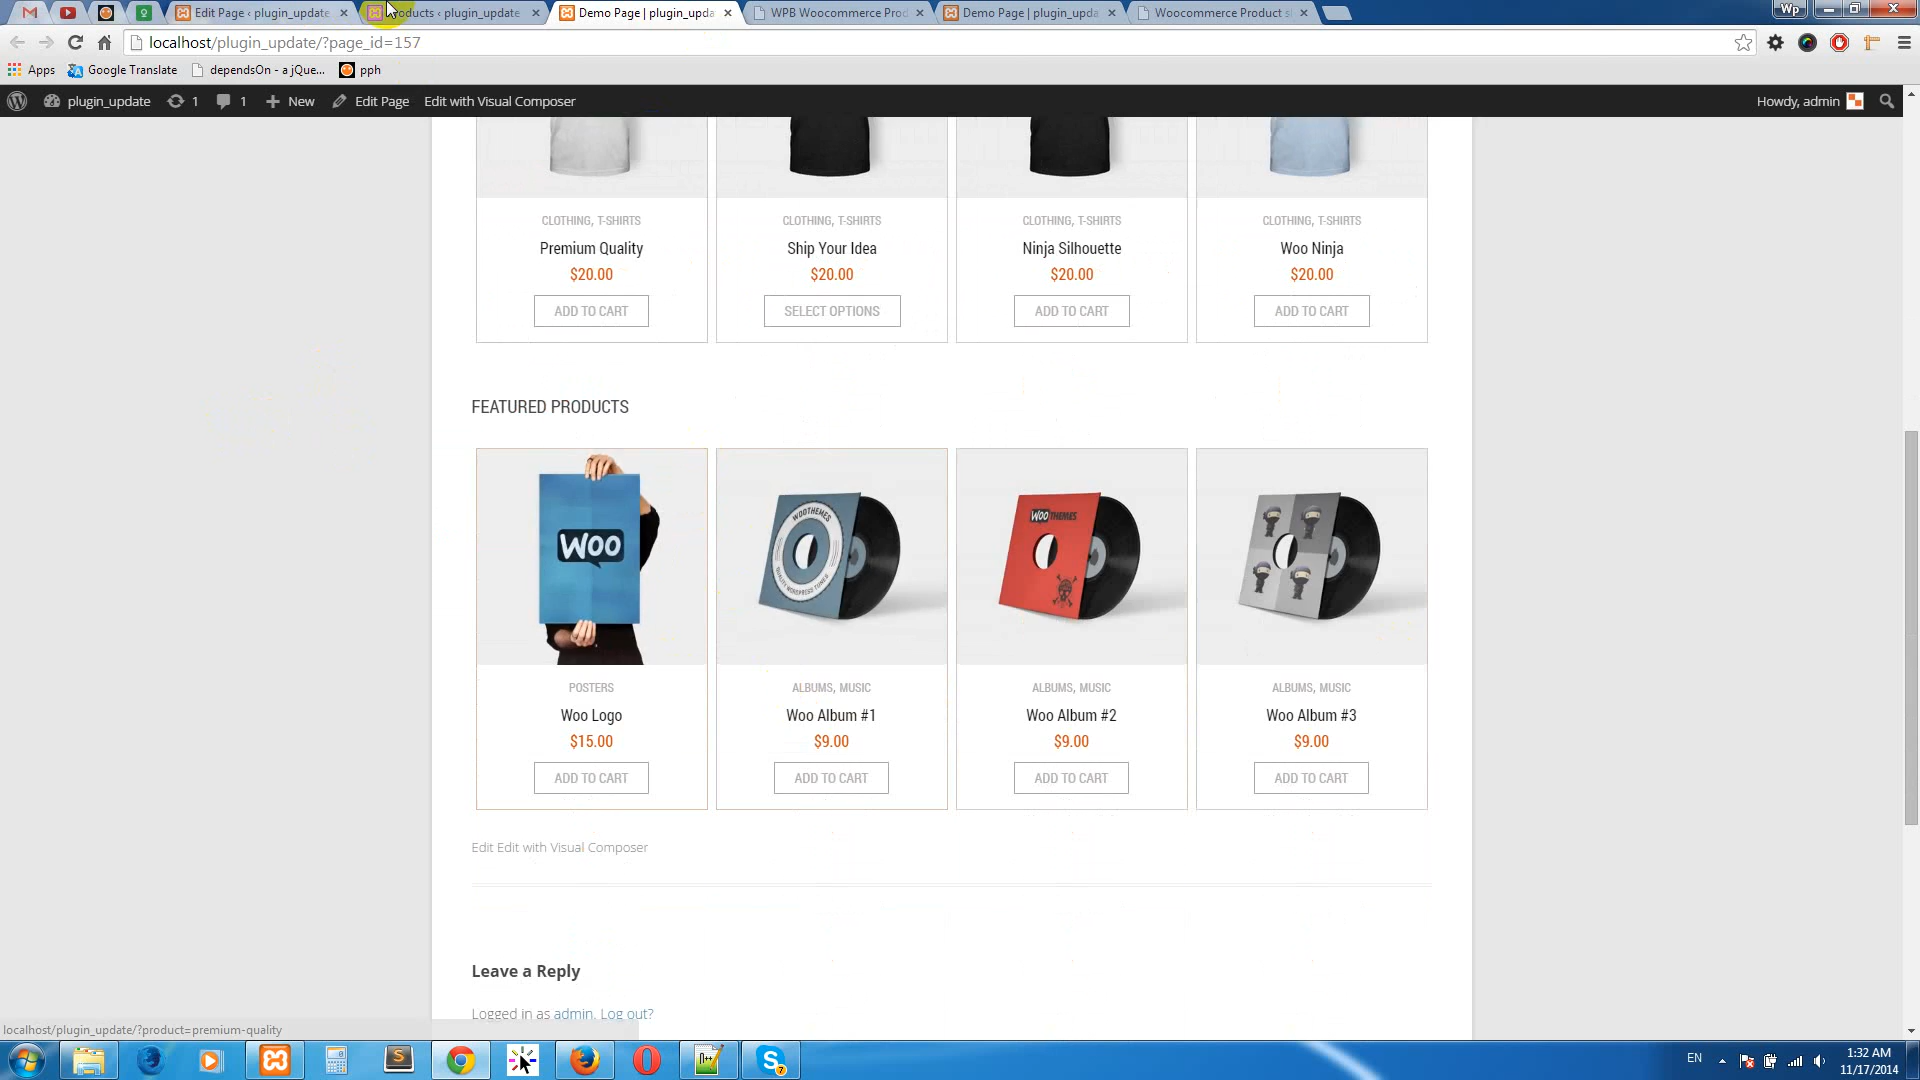 Edit Page ‹ plugin_update
Products ‹ plugin_update
Demo Page | plugin_upda
WPB Woocommerce Prod
Demo Page | plugin_upda
Woocommerce Product s
Wp
localhost/plugin_update/?page_id=157
Apps
Google Translate
dependsOn - a jQue...
pph
plugin_update
1
1
New
Edit Page
Edit with Visual Composer
Howdy, admin
CLOTHING, T-SHIRTS
CLOTHING, T-SHIRTS
CLOTHING, T-SHIRTS
CLOTHING, T-SHIRTS
Premium Quality
Ship Your Idea
Ninja Silhouette
Woo Ninja
$20.00
$20.00
$20.00
$20.00
ADD TO CART
SELECT OPTIONS
ADD TO CART
ADD TO CART
FEATURED PRODUCTS
WOO
WOOTHEMES
WOOTHEMES
POSTERS
ALBUMS, MUSIC
ALBUMS, MUSIC
ALBUMS, MUSIC
Woo Logo
Woo Album #1
Woo Album #2
Woo Album #3
$15.00
$9.00
$9.00
$9.00
ADD TO CART
ADD TO CART
ADD TO CART
ADD TO CART
Edit Edit with Visual Composer
Leave a Reply
Logged in as admin. Log out?
localhost/plugin_update/?product=premium-quality
EN
1:32 AM
11/17/2014